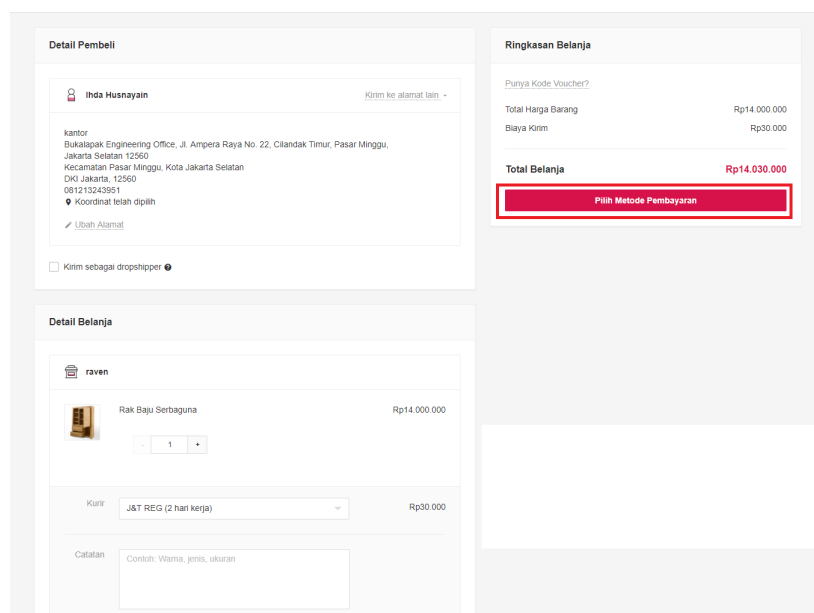 Detail Pembeli
Ihda Husnayain
Kirim ke alamat lain
kantor
Bukalapak Engineering Office, Jl. Ampera Raya No. 22, Cilandak Timur, Pasar Minggu,
Jakarta Selatan 12560
Kecamatan Pasar Minggu, Kota Jakarta Selatan
DKI Jakarta, 12560
081213243951
Koordinat telah dipilih
Ubah Alamat
Kirim sebagai dropshipper
Ringkasan Belanja
Punya Kode Voucher?
Total Harga Barang Rp14.000.000
Biaya Kirim Rp30.000
Total Belanja Rp14.030.000
Pilih Metode Pembayaran
Detail Belanja
raven
Rak Baju Serbaguna Rp14.000.000
- 1 +
Kurir J&T REG (2 hari kerja) Rp30.000
Catatan Contoh: Warna, jenis, ukuran